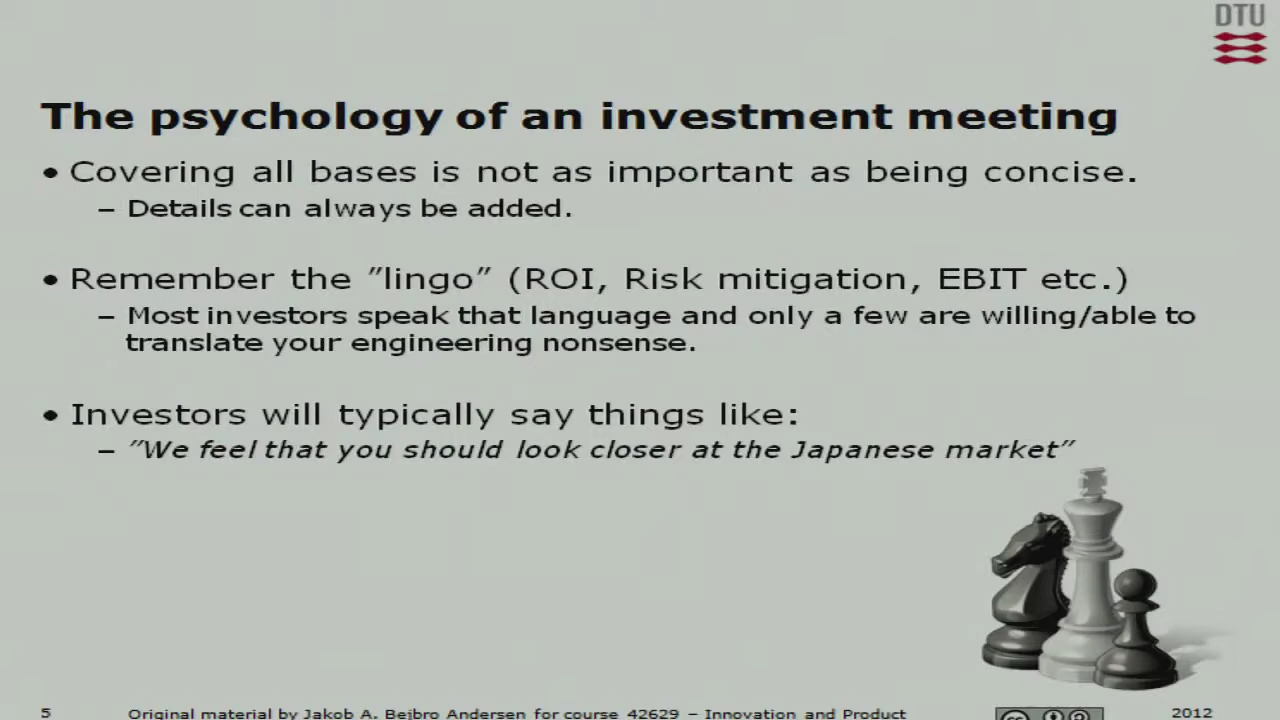 DTU
The psychology of an investment meeting
• Covering all bases is not as important as being concise.
– Details can always be added.
• Remember the ”lingo” (ROI, Risk mitigation, EBIT etc.)
– Most investors speak that language and only a few are willing/able to
translate your engineering nonsense.
• Investors will typically say things like:
– ”We feel that you should look closer at the Japanese market”
5
Original material by Jakob A. Bejbro Andersen for course 42629 – Innovation and Product
2012